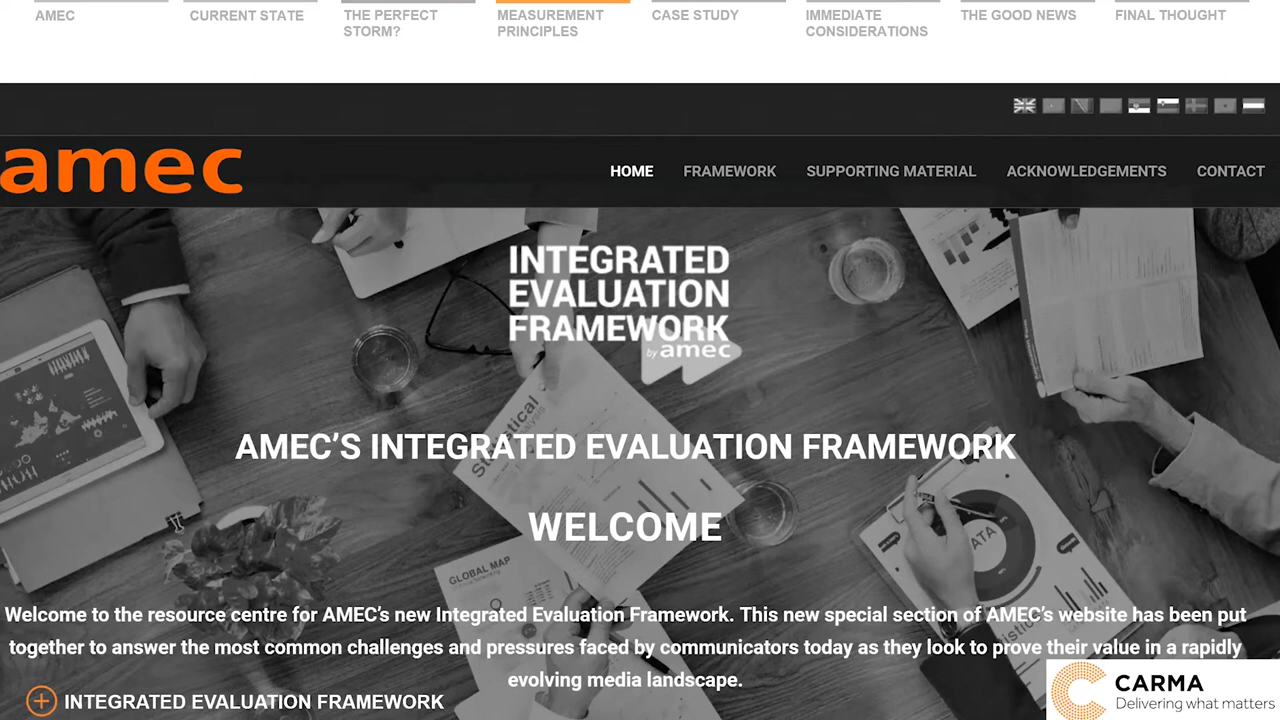 AMEC
CURRENT STATE
THE PERFECT
STORM?
MEASUREMENT
PRINCIPLES
CASE STUDY
IMMEDIATE
CONSIDERATIONS
THE GOOD NEWS
FINAL THOUGHT
amec
HOME
FRAMEWORK
SUPPORTING MATERIAL
ACKNOWLEDGEMENTS
CONTACT
INTEGRATED
EVALUATION
FRAMEWORK
by amec
Statistical
GLOBAL MAP
AMEC'S INTEGRATED EVALUATION FRAMEWORK
WELCOME
Welcome to the resource centre for AMEC's new Integrated Evaluation Framework. This new special section of AMEC's website has been put
together to answer the most common challenges and pressures faced by communicators today as they look to prove their value in a rapidly
evolving media landscape.
INTEGRATED EVALUATION FRAMEWORK
CARMA
Delivering what matters